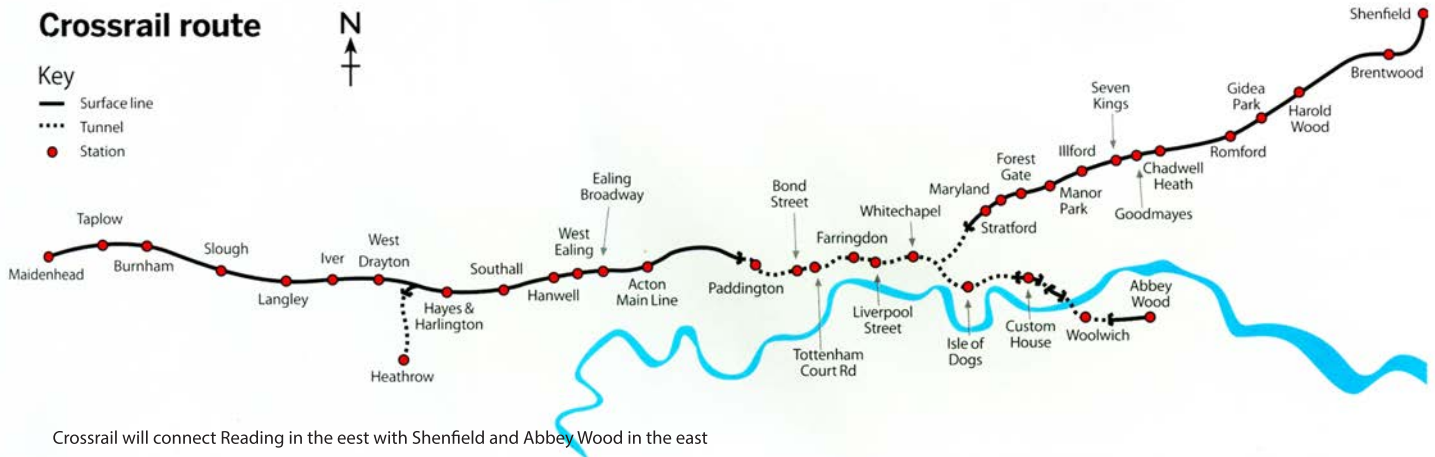 Crossrail route
N
Key
Surface line
Tunnel
Station
Maidenhead
Taplow
Burnham
Slough
Langley
Iver
West
Drayton
Heathrow
Hayes &
Harlington
Southall
Hanwell
West
Ealing
Ealing
Broadway
Acton
Main Line
Paddington
Bond
Street
Tottenham
Court Rd
Farringdon
Liverpool
Street
Whitechapel
Isle of
Dogs
Custom
House
Woolwich
Abbey
Wood
Stratford
Maryland
Forest
Gate
Manor
Park
Illford
Seven
Kings
Goodmayes
Chadwell
Heath
Romford
Gidea
Park
Harold
Wood
Brentwood
Shenfield
Crossrail will connect Reading in the eest with Shenfield and Abbey Wood in the east